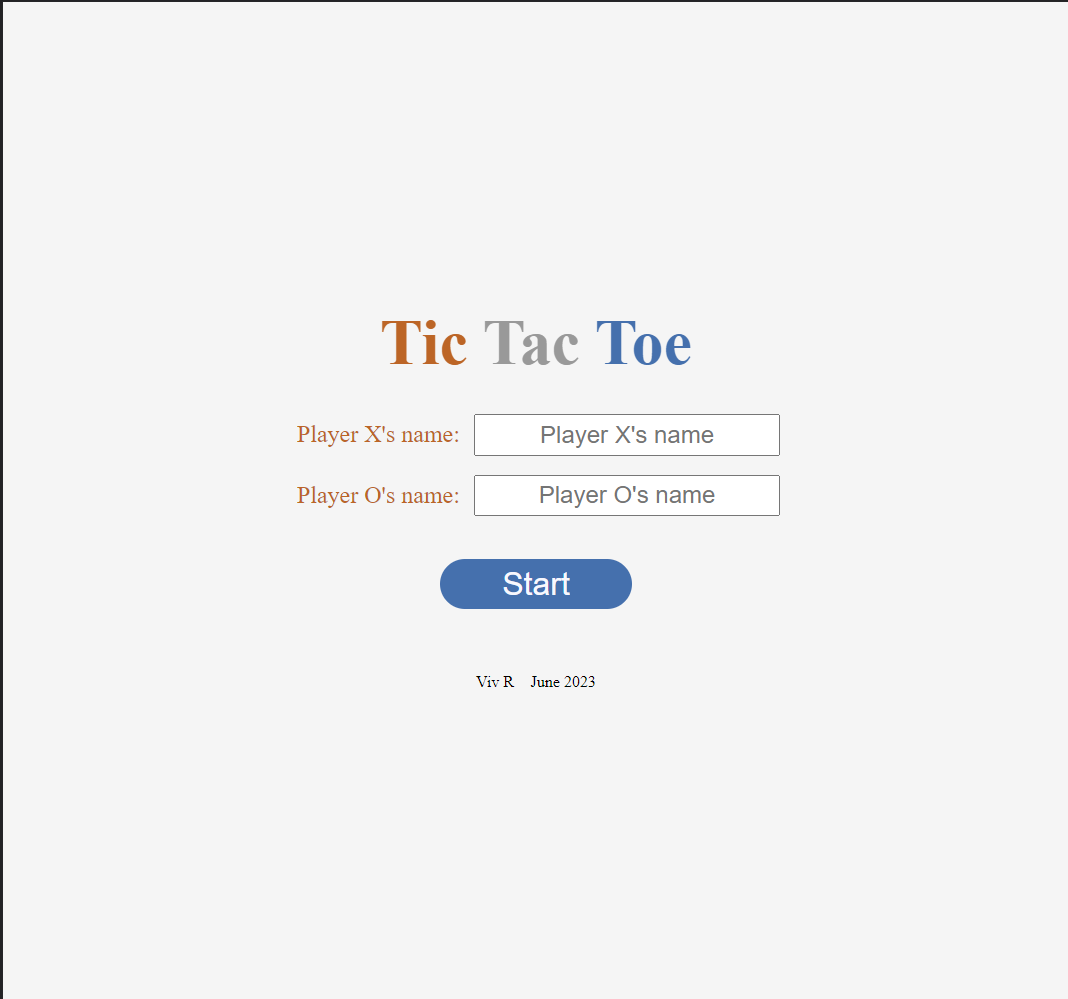 Tic Tac Toe
Player X's name: Player X's name
Player O's name: Player O's name
Start
Viv R June 2023